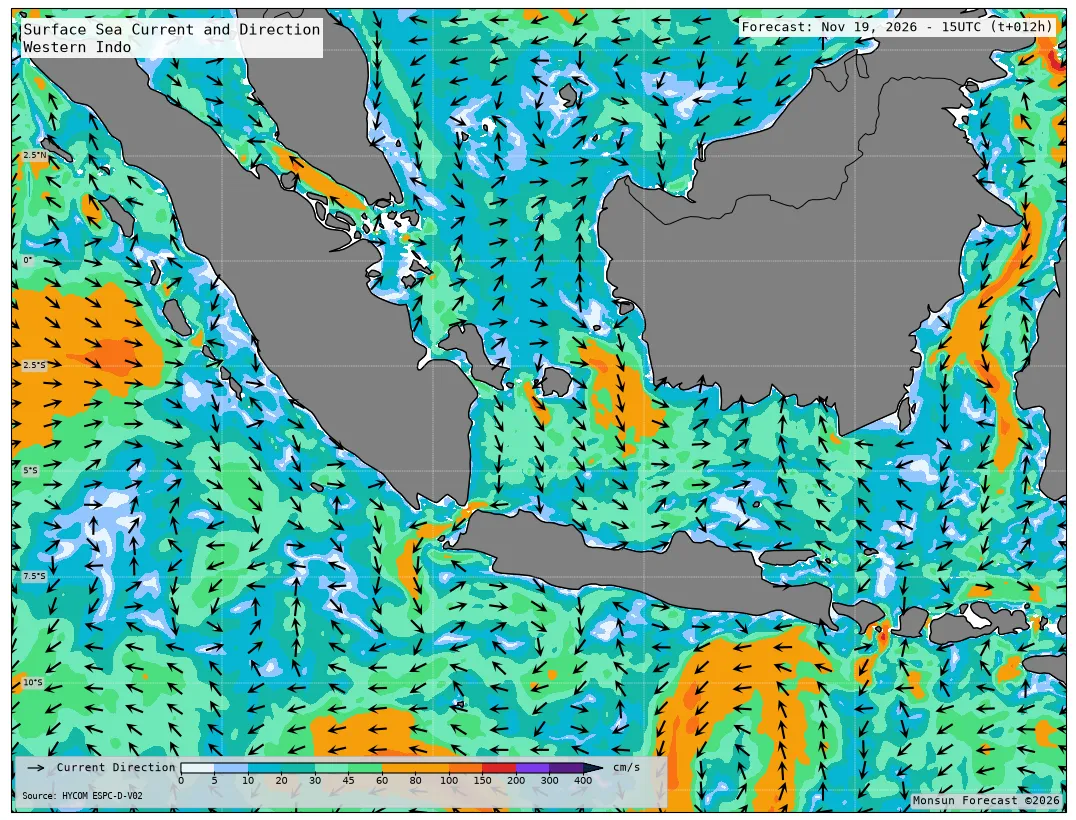 Surface Sea Current and Direction
Western Indo
Forecast: Nov 19, 2026 - 15UTC (t+012h)
2.5°N
0°
2.5°S
5°S
7.5°S
10°S
Current Direction
0 5 10 20 30 45 60 80 100 150 200 300 400
cm/s
Source: HYCOM ESPC-D-V02
Monsun Forecast ©2026